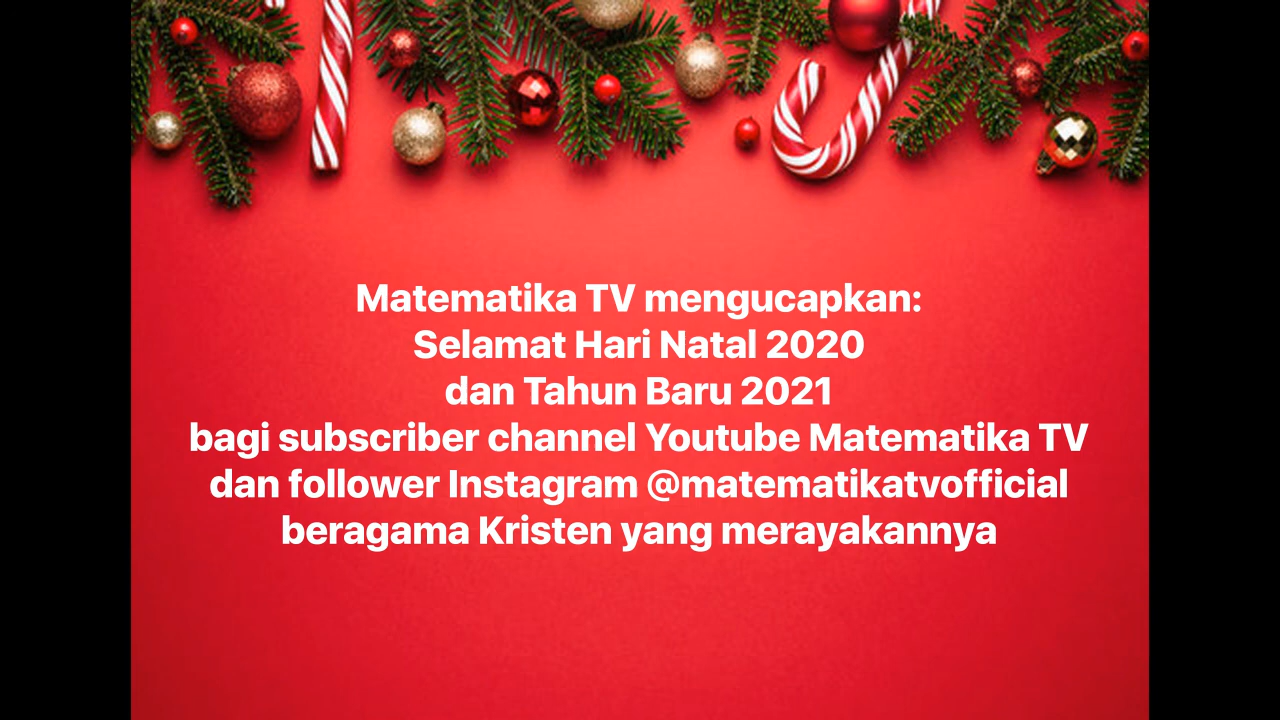 Matematika TV mengucapkan:
Selamat Hari Natal 2020
dan Tahun Baru 2021
bagi subscriber channel Youtube Matematika TV
dan follower Instagram @matematikatvofficial
beragama Kristen yang merayakannya